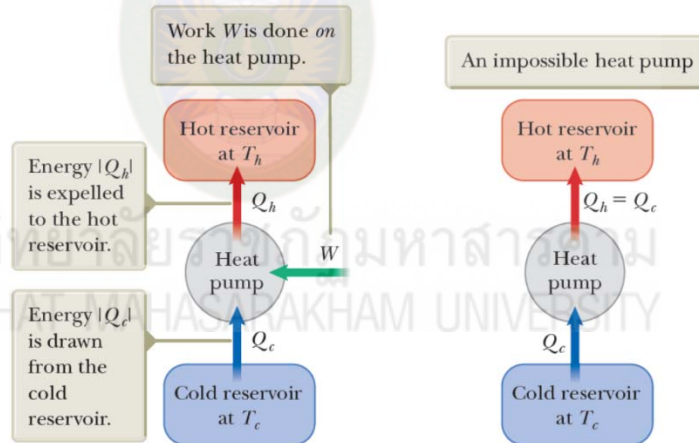 Work W is done on
the heat pump.
Hot reservoir
at Th
Energy |Qh|
is expelled
to the hot
reservoir.
Qh
W
Heat
pump
Energy |Qc|
is drawn
from the
cold
reservoir.
Qc
Cold reservoir
at Tc
An impossible heat pump
Hot reservoir
at Th
Qh = Qc
Heat
pump
Qc
Cold reservoir
at Tc
MAHASARAKHAM UNIVERSITY